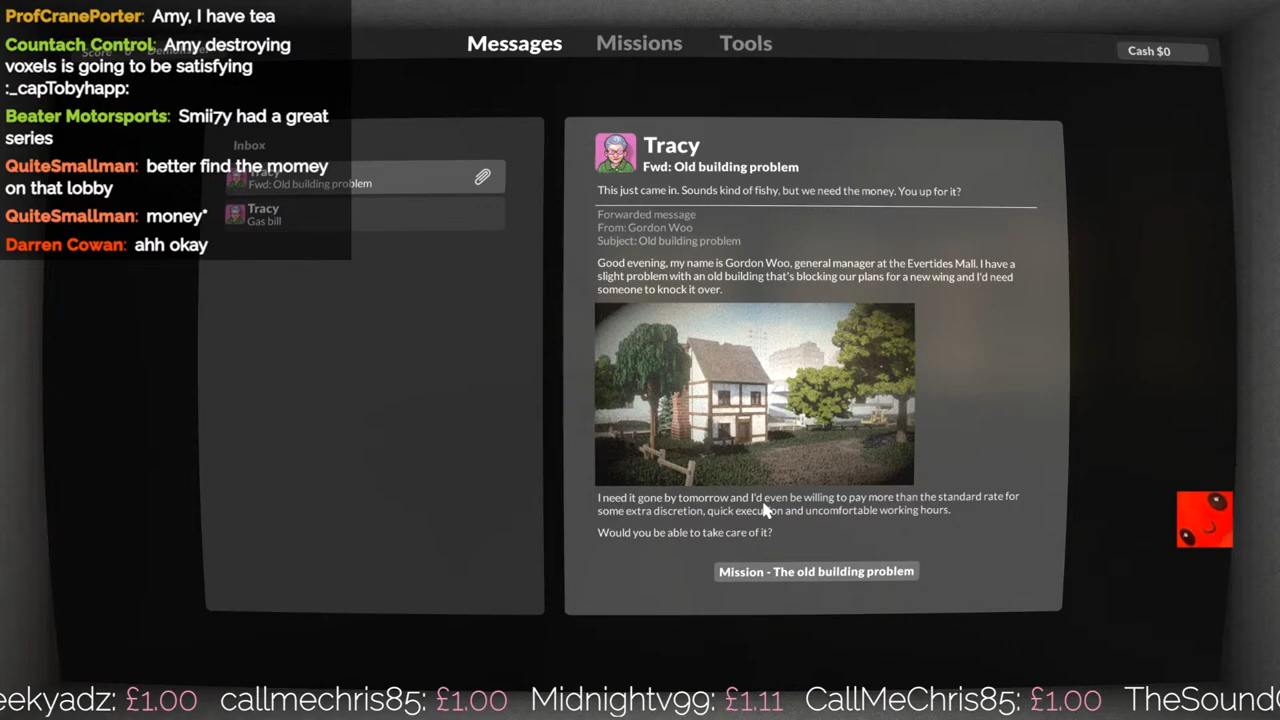 ProfCranePorter: Amy, I have tea
Countach Control: Amy destroying
voxels is going to be satisfying
:_capTobyhapp:
Beater Motorsports: Smii7y had a great
series
QuiteSmallman: better find the momey
on that lobby
QuiteSmallman: money*
Darren Cowan: ahh okay
Messages Missions Tools
Cash $0
Inbox
Tracy
Fwd: Old building problem
Tracy
Gas bill
Tracy
Fwd: Old building problem
This just came in. Sounds kind of fishy, but we need the money. You up for it?
Forwarded message
From: Gordon Woo
Subject: Old building problem
Good evening, my name is Gordon Woo, general manager at the Evertides Mall. I have a
slight problem with an old building that's blocking our plans for a new wing and I'd need
someone to knock it over.
I need it gone by tomorrow and I'd even be willing to pay more than the standard rate for
some extra discretion, quick execution and uncomfortable working hours.
Would you be able to take care of it?
Mission - The old building problem
eekyadz: £1.00 callmechris85: £1.00 Midnightv99: £1.11 CallMeChris85: £1.00 TheSound